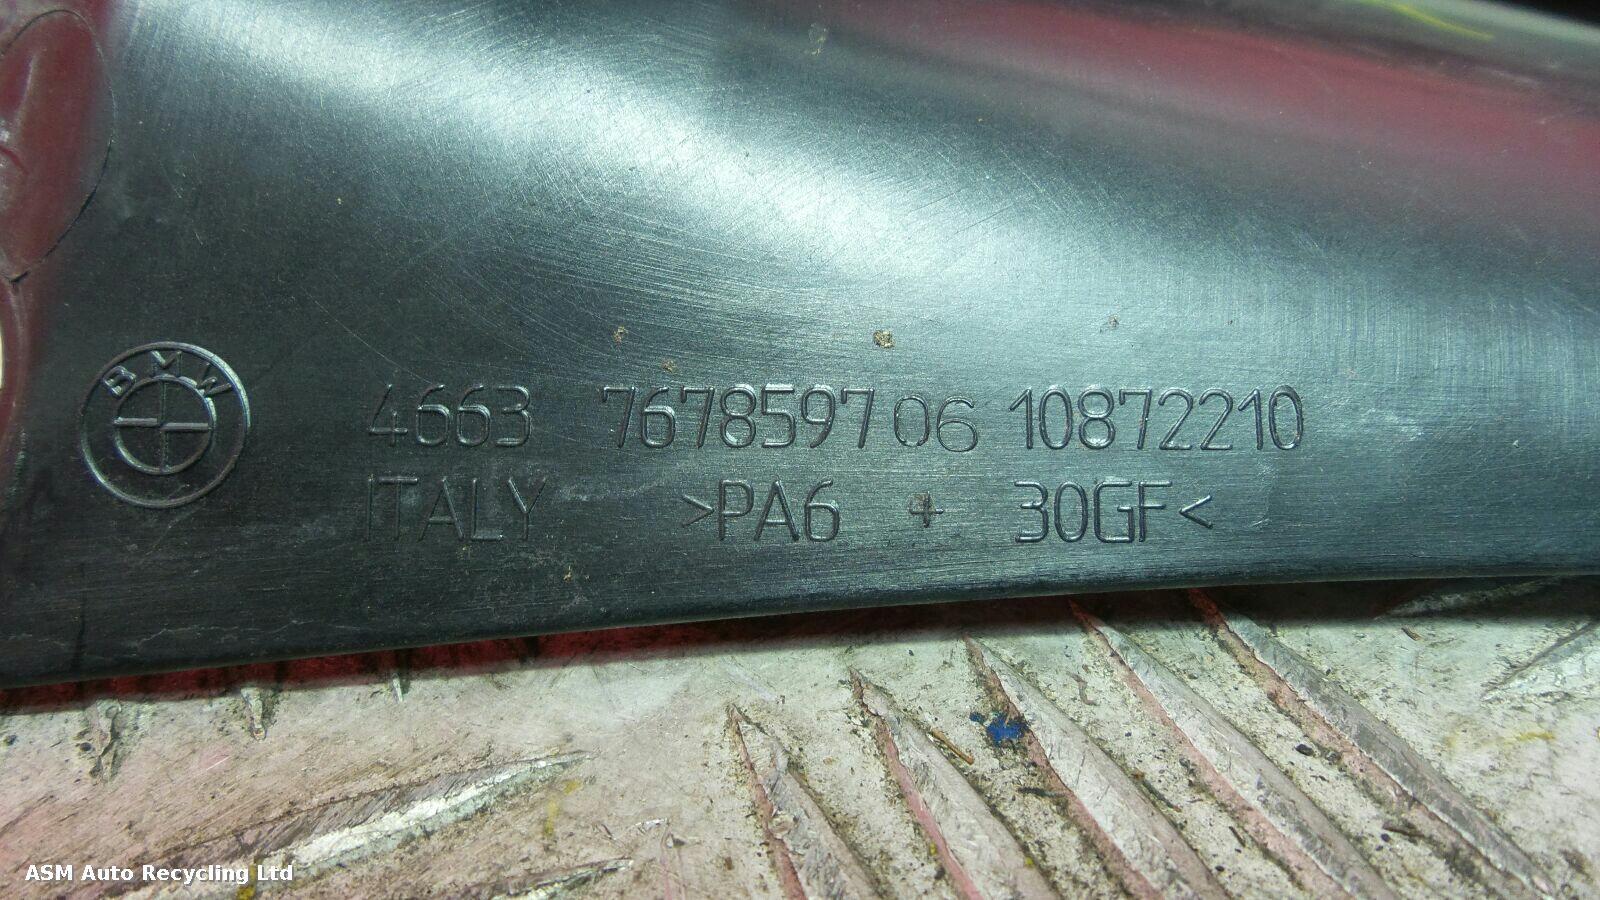 BMW
4663 7678597 06 10872210
ITALY >PA6 + 30GF<
ASM Auto Recycling Ltd